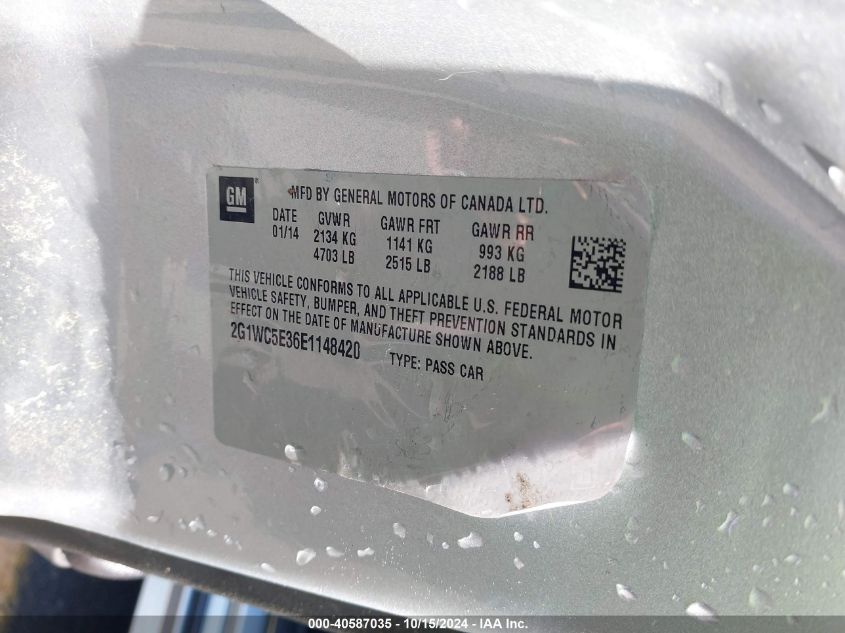 GM ®
MFD BY GENERAL MOTORS OF CANADA LTD.
DATE GVWR GAWR FRT GAWR RR
01/14 2134 KG 1141 KG 993 KG
4703 LB 2515 LB 2188 LB
THIS VEHICLE CONFORMS TO ALL APPLICABLE U.S. FEDERAL MOTOR
VEHICLE SAFETY, BUMPER, AND THEFT PREVENTION STANDARDS IN
EFFECT ON THE DATE OF MANUFACTURE SHOWN ABOVE.
2G1WC5E36E1148420 TYPE: PASS CAR
000-40587035 - 10/15/2024 - IAA Inc.